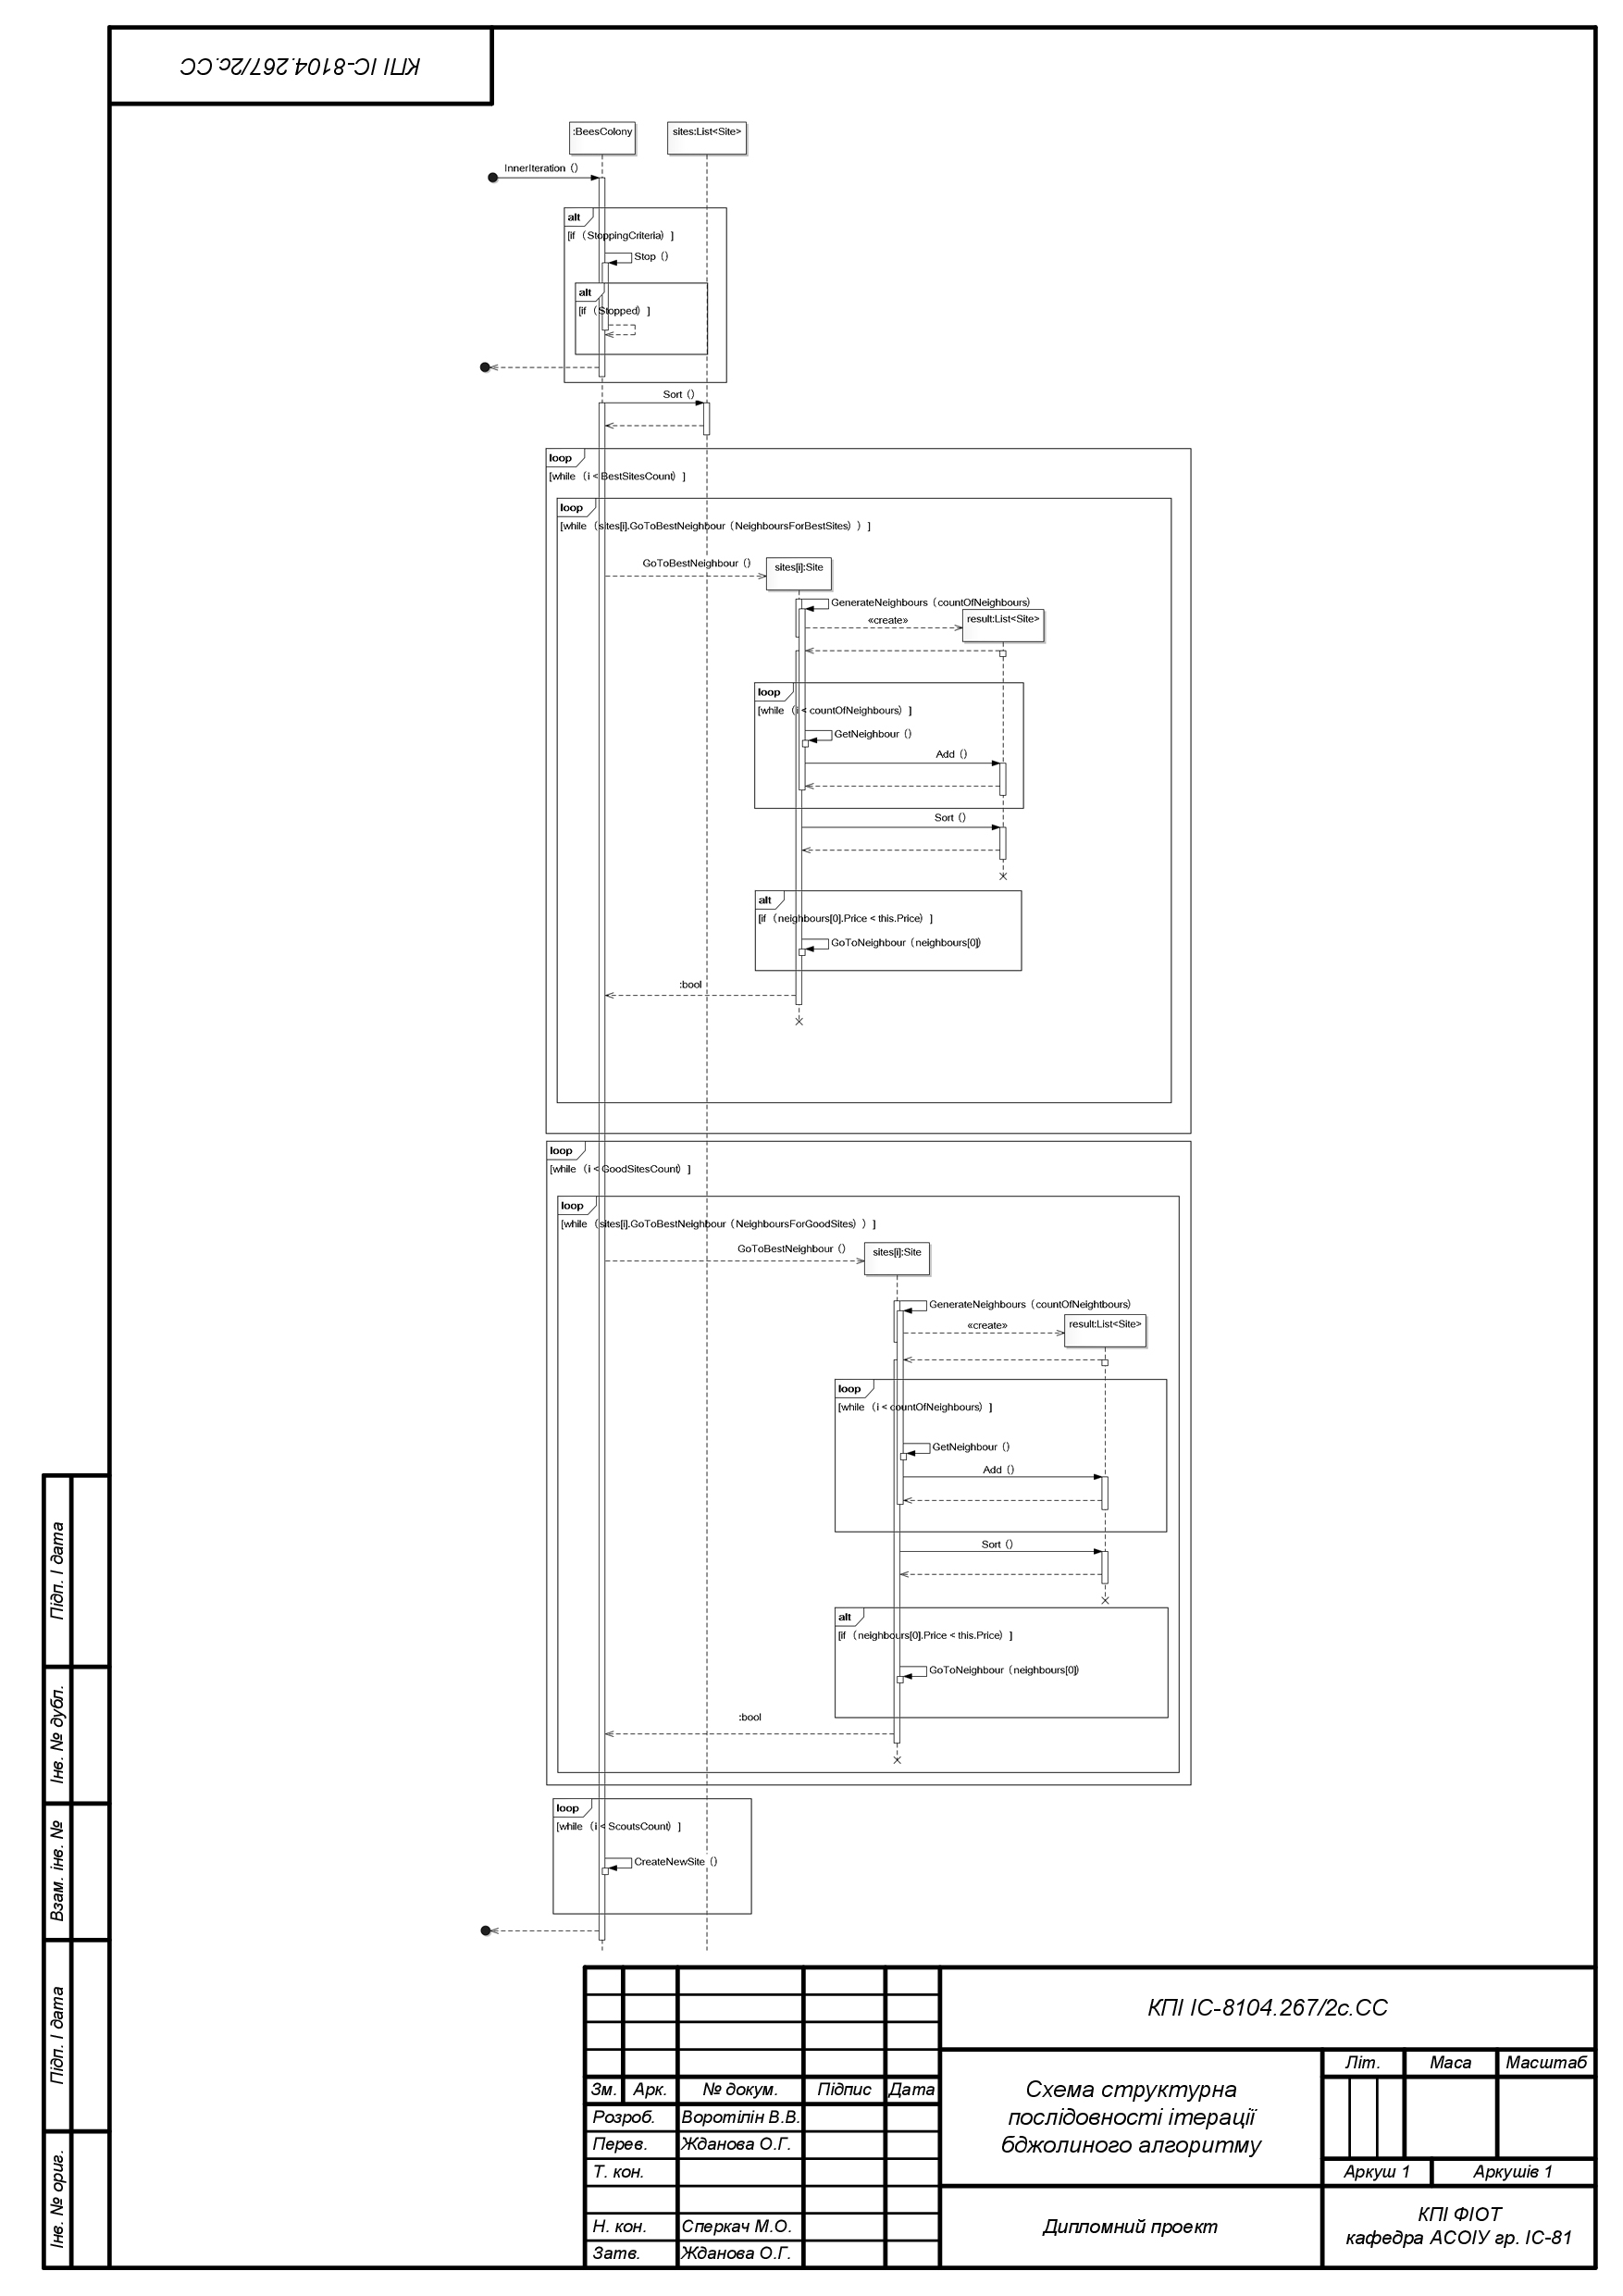 КПІ ІС-8104.267/2с.СС
:BeesColony
sites:List<Site>
InnerIteration ()
alt
[if (StoppingCriteria) ]
Stop ()
alt
[if (Stopped) ]
Sort ()
loop
[while (i < BestSitesCount) ]
loop
[while (sites[i].GoToBestNeighbour (NeighboursForBestSites) ) ]
GoToBestNeighbour ()
sites[i]:Site
GenerateNeighbours (countOfNeighbours)
«create»
result:List<Site>
loop
[while (i < countOfNeighbours) ]
GetNeighbour ()
Add ()
Sort ()
alt
[if (neighbours[0].Price < this.Price) ]
GoToNeighbour (neighbours[0])
:bool
loop
[while (i < GoodSitesCount) ]
loop
[while (sites[i].GoToBestNeighbour (NeighboursForGoodSites) ) ]
GoToBestNeighbour ()
sites[i]:Site
GenerateNeighbours (countOfNeightbours)
«create»
result:List<Site>
loop
[while (i < countOfNeighbours) ]
GetNeighbour ()
Add ()
Sort ()
alt
[if (neighbours[0].Price < this.Price) ]
GoToNeighbour (neighbours[0])
:bool
loop
[while (i < ScoutsCount) ]
CreateNewSite ()
Підп. І дата
Інв. № дубл.
Взам. інв. №
Підп. І дата
Інв. № ориг.
КПІ ІС-8104.267/2с.СС
Зм. Арк. № докум. Підпис Дата
Розроб. Воротілін В.В.
Перев. Жданова О.Г.
Т. кон.
Н. кон. Сперкач М.О.
Затв. Жданова О.Г.
Схема структурна
послідовності ітерації
бджолиного алгоритму
Літ. Маса Масштаб
Аркуш 1 Аркушів 1
Дипломний проект
КПІ ФІОТ
кафедра АСОІУ гр. ІС-81